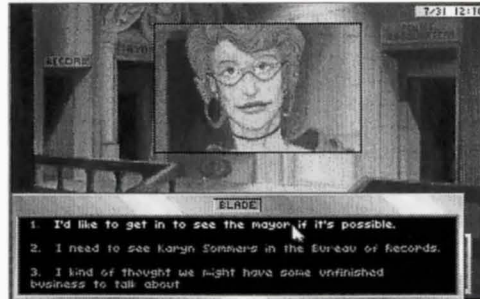 7/31 12:10
RECORDS
MAYOR
BLADE
1. I'd like to get in to see the mayor if it's possible.
2. I need to see Karyn Sommers in the Bureau of Records.
3. I kind of thought we might have some unfinished
business to talk about